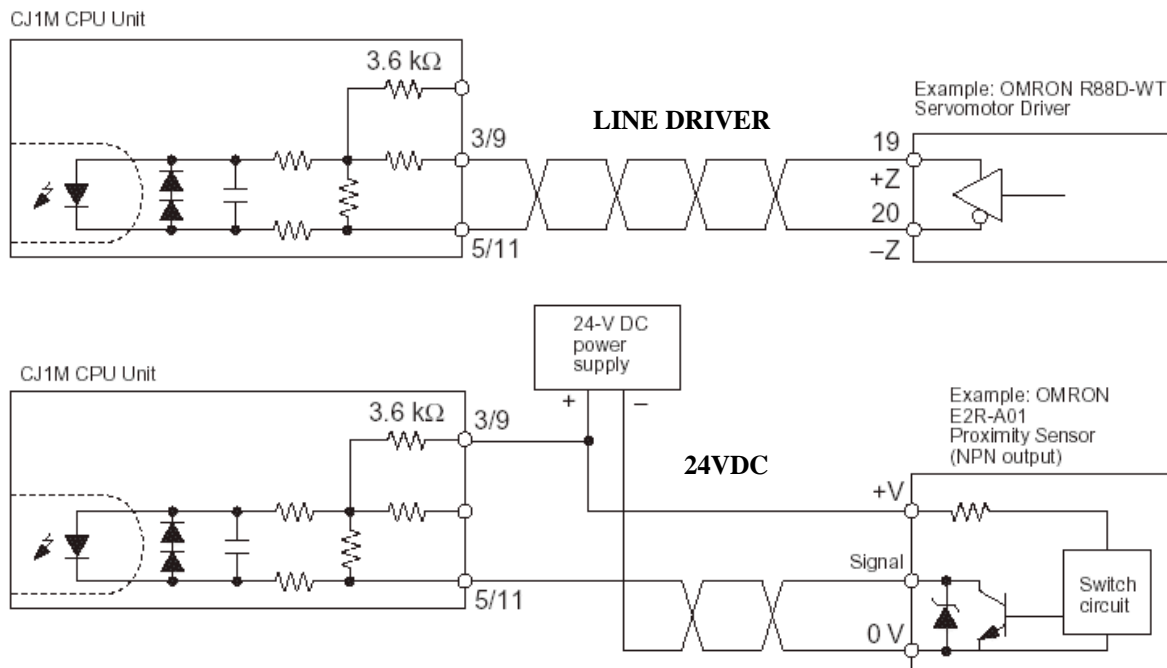 CJ1M CPU Unit
3.6 kΩ
3/9
5/11
LINE DRIVER
Example: OMRON R88D-WT
Servomotor Driver
19
+Z
20
–Z
24-V DC
power
supply
+
–
CJ1M CPU Unit
3.6 kΩ
3/9
5/11
24VDC
Example: OMRON
E2R-A01
Proximity Sensor
(NPN output)
+V
Signal
0 V
Switch
circuit